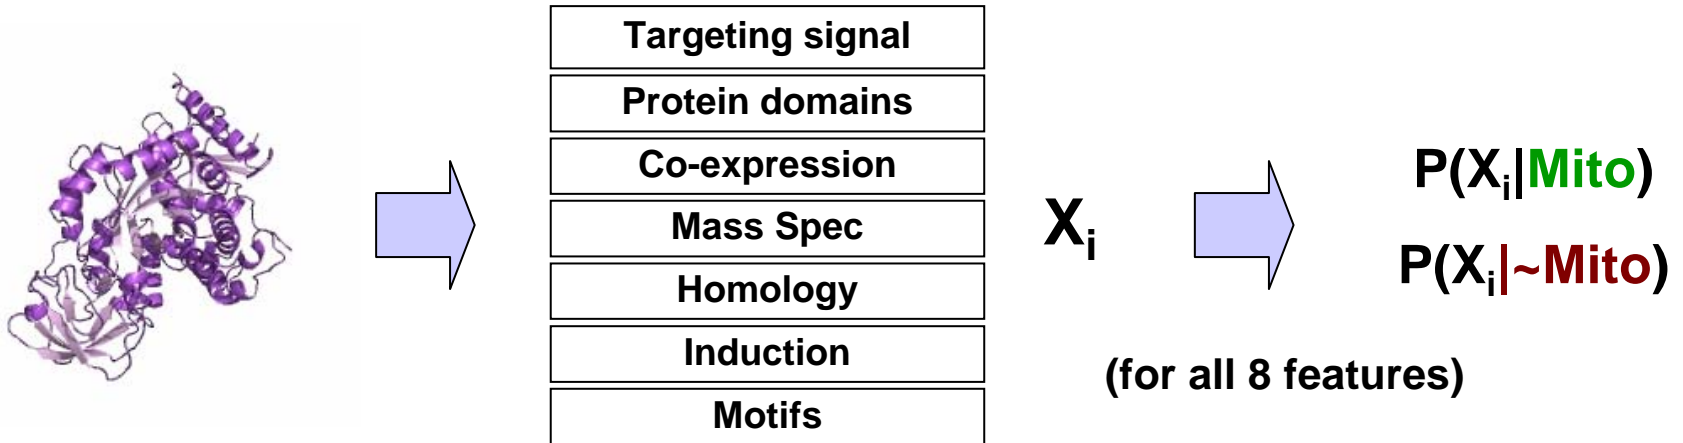 Targeting signal
Protein domains
Co-expression
Mass Spec
Homology
Induction
Motifs
Xi
P(Xi|Mito)
P(Xi|~Mito)
(for all 8 features)